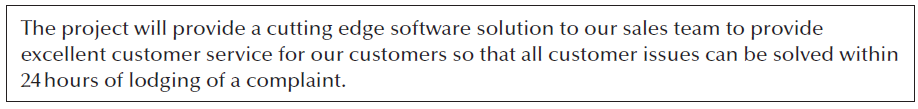 The project will provide a cutting edge software solution to our sales team to provide
excellent customer service for our customers so that all customer issues can be solved within
24 hours of lodging of a complaint.